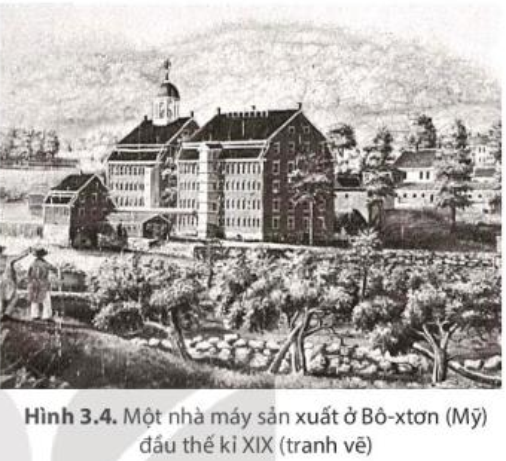 Hình 3.4. Một nhà máy sản xuất ở Bô-xtơn (Mỹ)
đầu thế kỉ XIX (tranh vẽ)